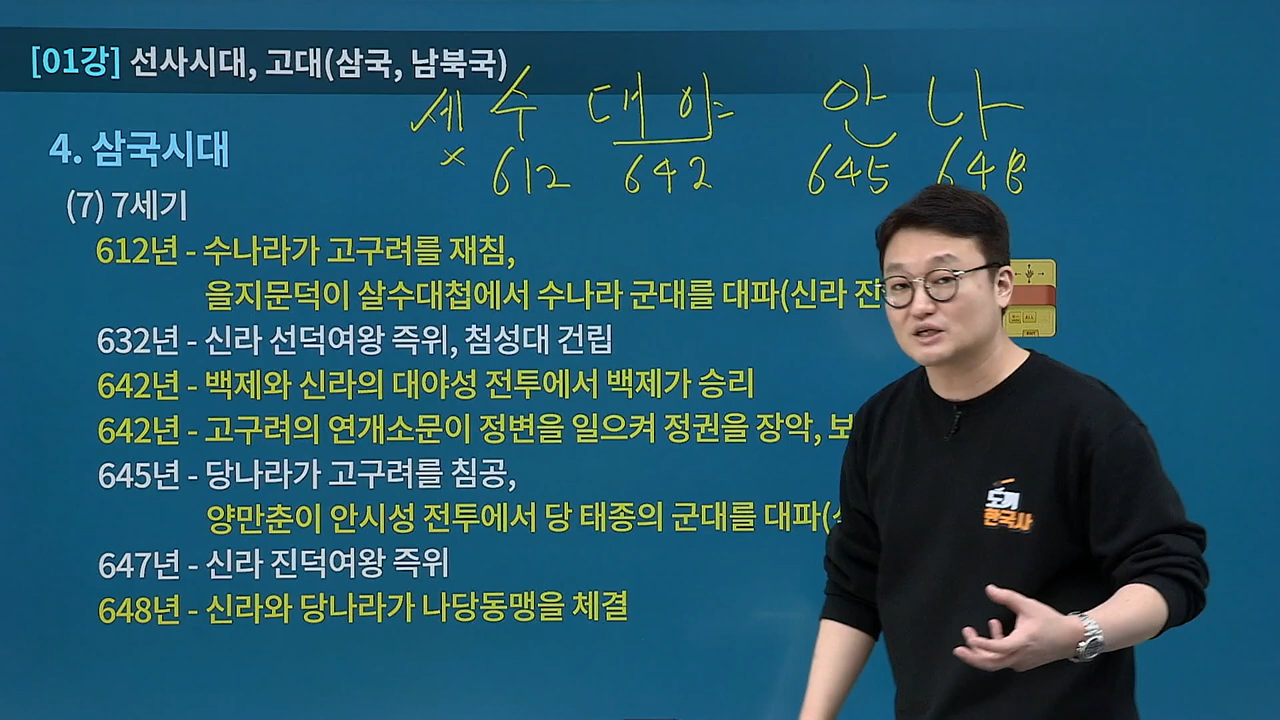 [01강] 선사시대, 고대(삼국, 남북국)
세 수 대야 안 나
x 612 642 645 648
4. 삼국시대
(7) 7세기
612년 - 수나라가 고구려를 재침,
을지문덕이 살수대첩에서 수나라 군대를 대파(신라 진
632년 - 신라 선덕여왕 즉위, 첨성대 건립
642년 - 백제와 신라의 대야성 전투에서 백제가 승리
642년 - 고구려의 연개소문이 정변을 일으켜 정권을 장악, 보
645년 - 당나라가 고구려를 침공,
양만춘이 안시성 전투에서 당 태종의 군대를 대파(
647년 - 신라 진덕여왕 즉위
648년 - 신라와 당나라가 나당동맹을 체결
도끼
한국사
ALL